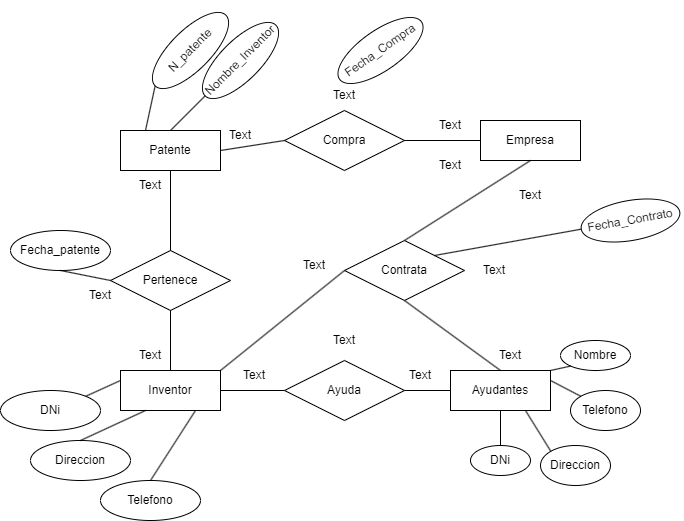 N_patente
Nombre_Inventor
Fecha_Compra
Text
Text
Text
Patente
Compra
Empresa
Text
Text
Text
Fecha_Contrato
Fecha_patente
Text
Contrata
Text
Pertenece
Text
Text
Text
Text
Nombre
Text
Text
Inventor
Ayuda
Ayudantes
DNi
Telefono
Direccion
DNi
Direccion
Telefono